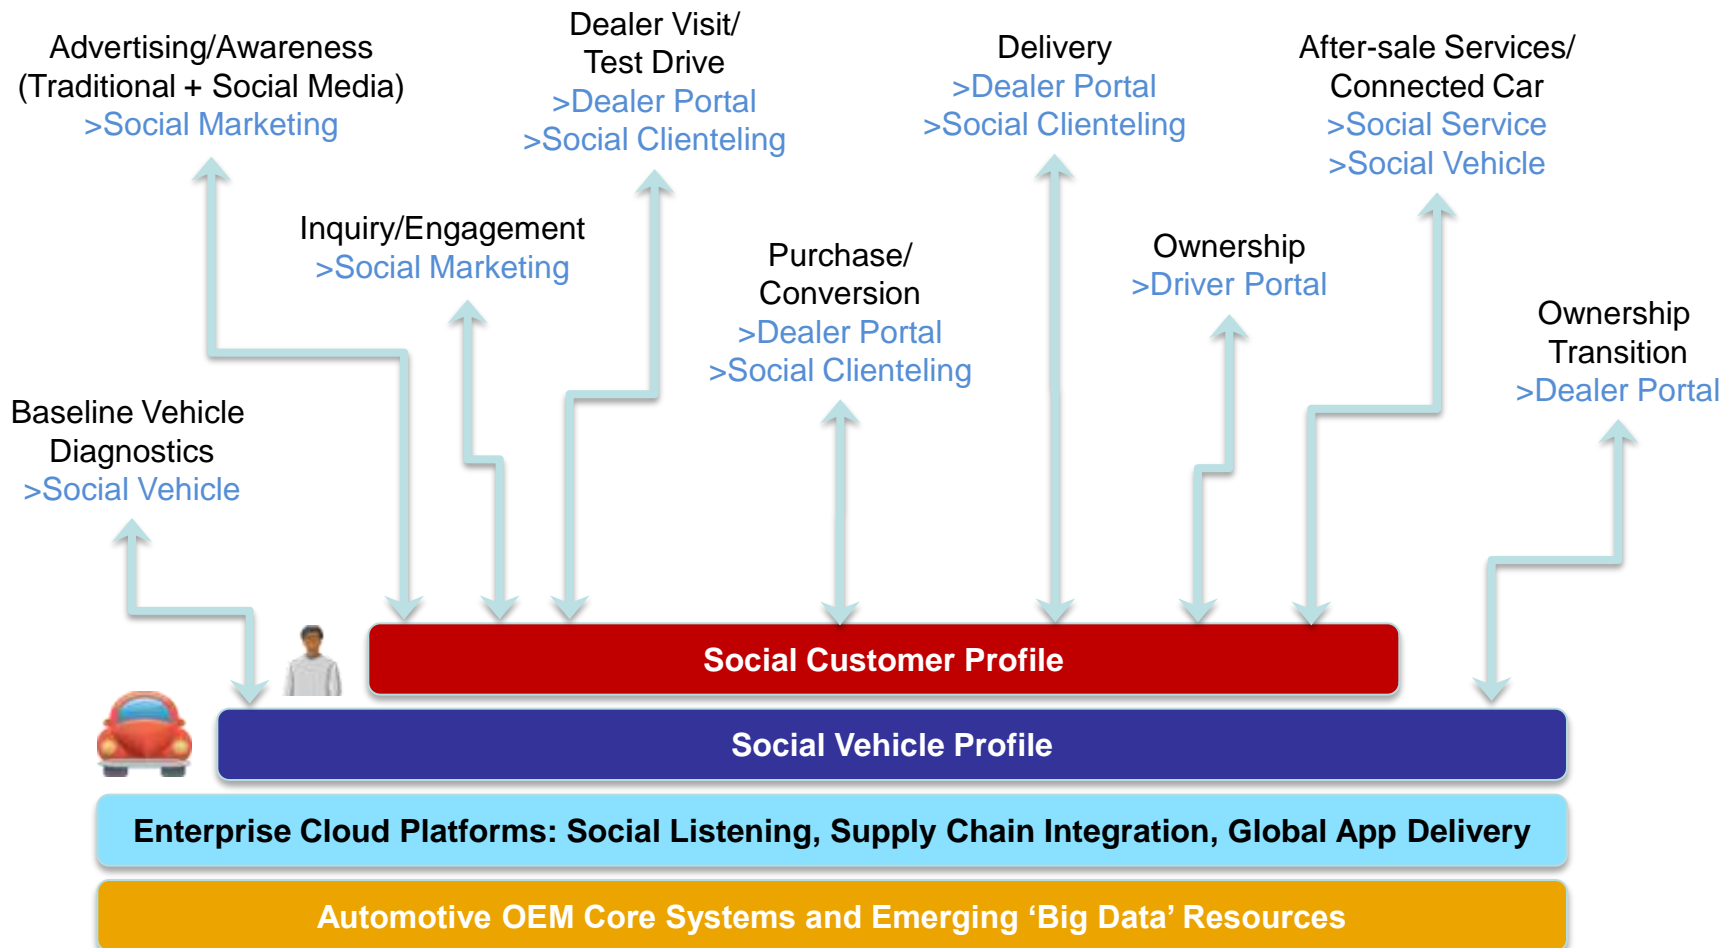 Advertising/Awareness
(Traditional + Social Media)
>Social Marketing
Dealer Visit/
Test Drive
>Dealer Portal
>Social Clienteling
Delivery
>Dealer Portal
>Social Clienteling
After-sale Services/
Connected Car
>Social Service
>Social Vehicle
Inquiry/Engagement
>Social Marketing
Purchase/
Conversion
>Dealer Portal
>Social Clienteling
Ownership
>Driver Portal
Ownership
Transition
>Dealer Portal
Baseline Vehicle
Diagnostics
>Social Vehicle
Social Customer Profile
Social Vehicle Profile
Enterprise Cloud Platforms: Social Listening, Supply Chain Integration, Global App Delivery
Automotive OEM Core Systems and Emerging ‘Big Data’ Resources